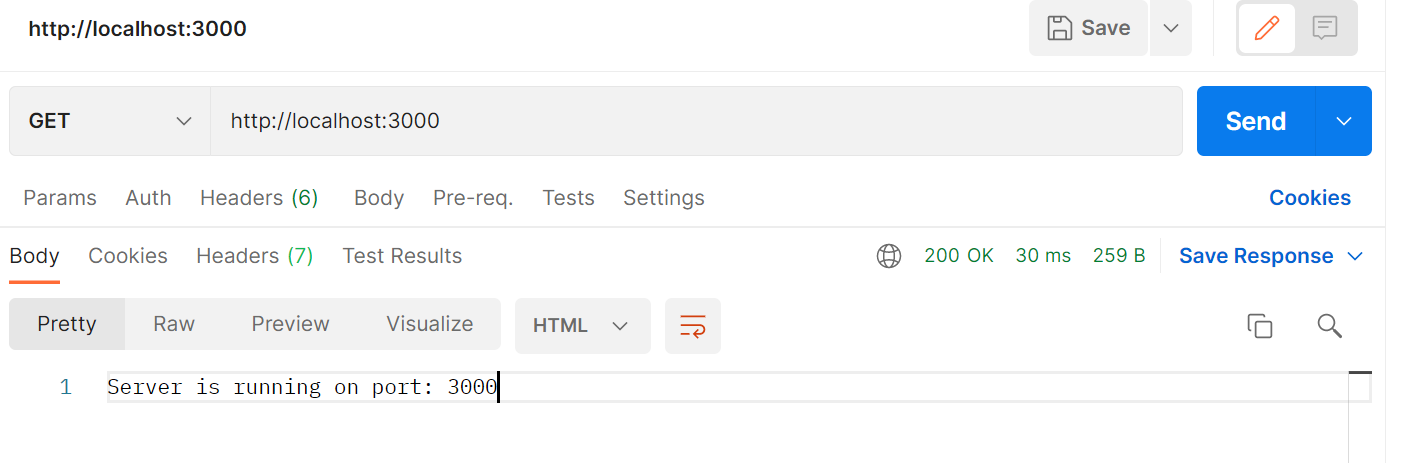 http://localhost:3000 Save
GET http://localhost:3000 Send
Params Auth Headers (6) Body Pre-req. Tests Settings Cookies
Body Cookies Headers (7) Test Results 200 OK 30 ms 259 B Save Response
Pretty Raw Preview Visualize HTML
1 Server is running on port: 3000